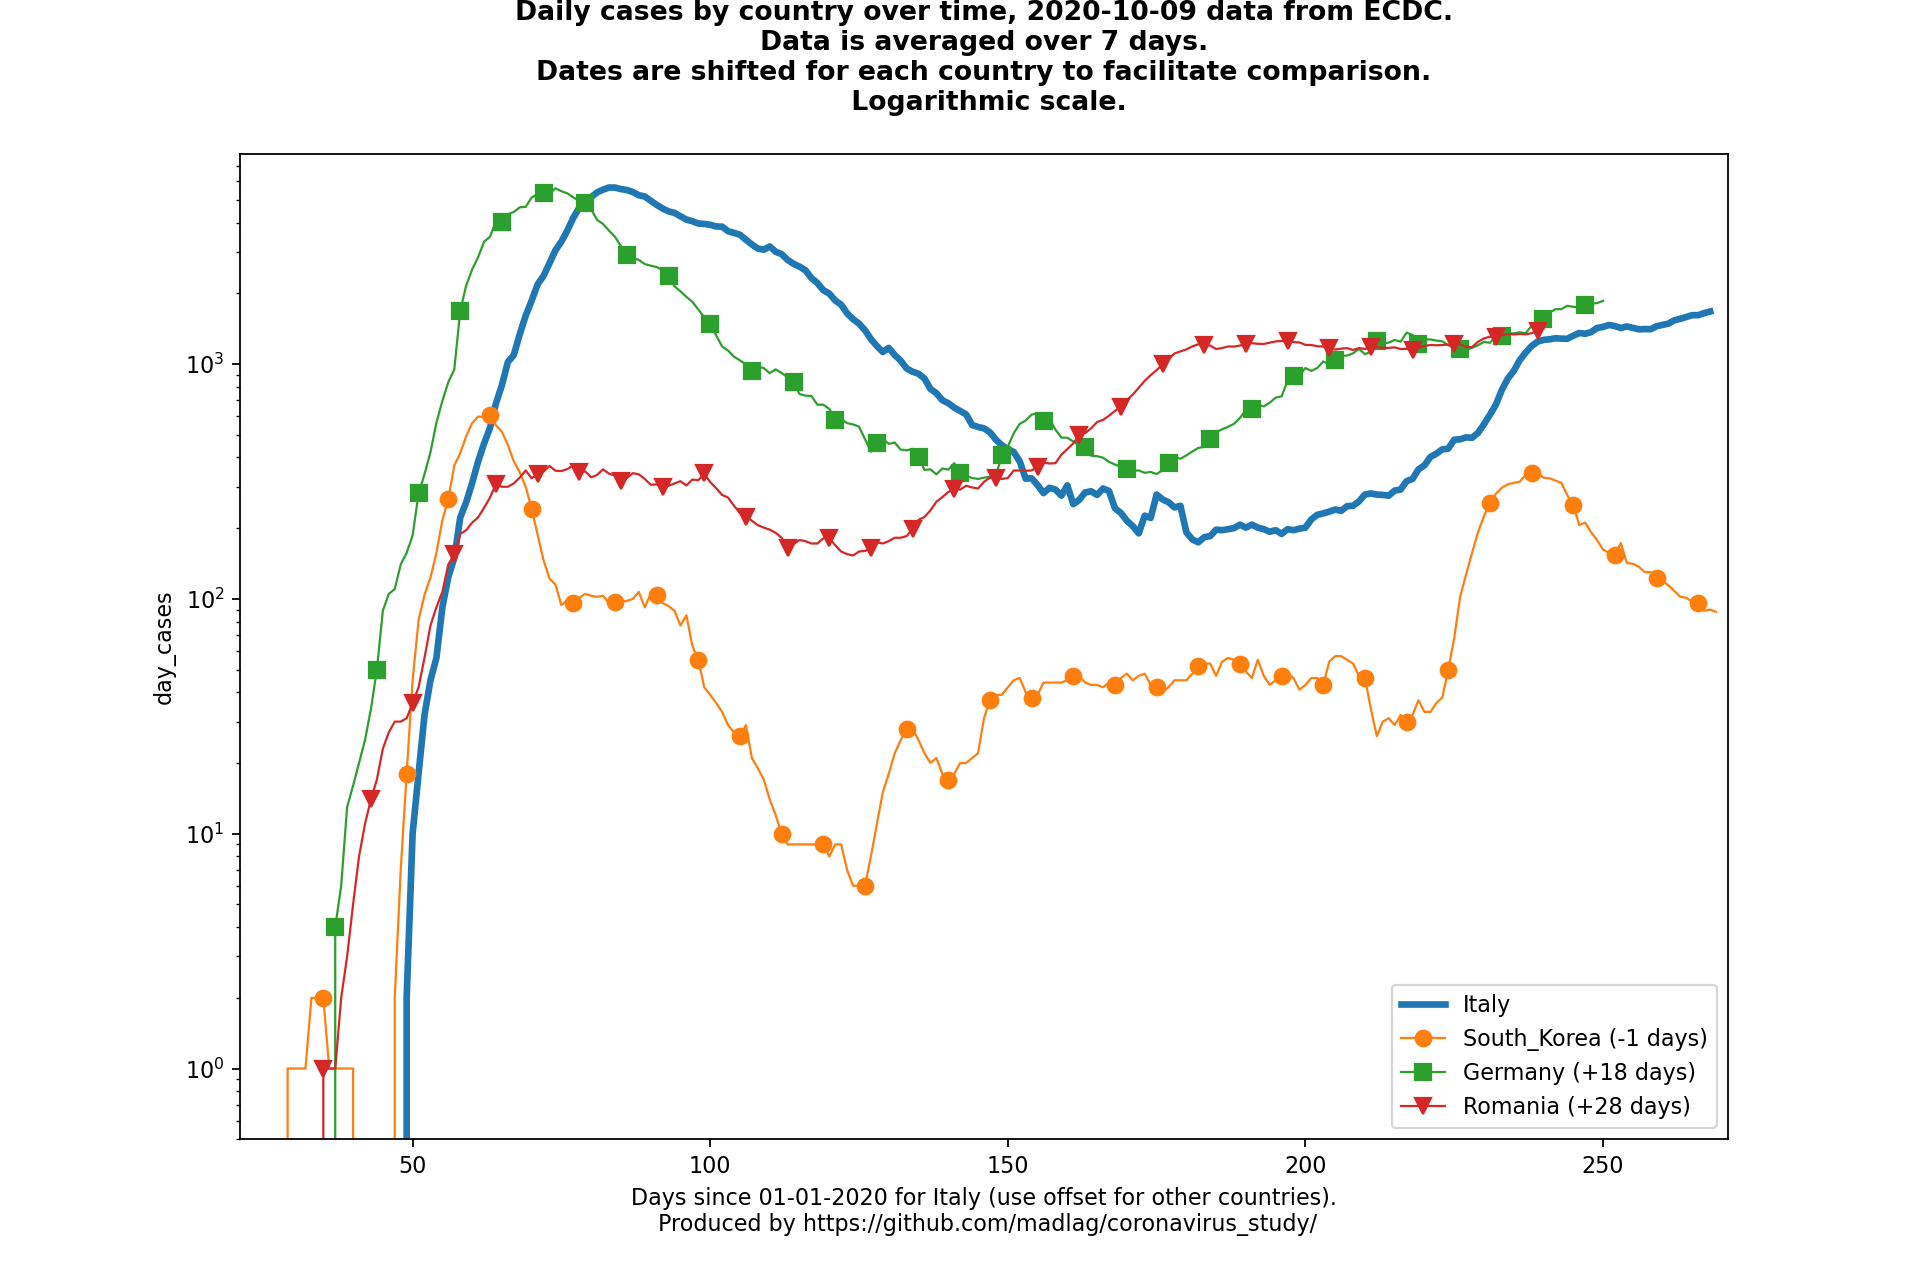 Daily cases by country over time, 2020-10-09 data from ECDC.
Data is averaged over 7 days.
Dates are shifted for each country to facilitate comparison.
Logarithmic scale.
day_cases
10³
10²
10¹
10⁰
50
100
150
200
250
Italy
South_Korea (-1 days)
Germany (+18 days)
Romania (+28 days)
Days since 01-01-2020 for Italy (use offset for other countries).
Produced by https://github.com/madlag/coronavirus_study/